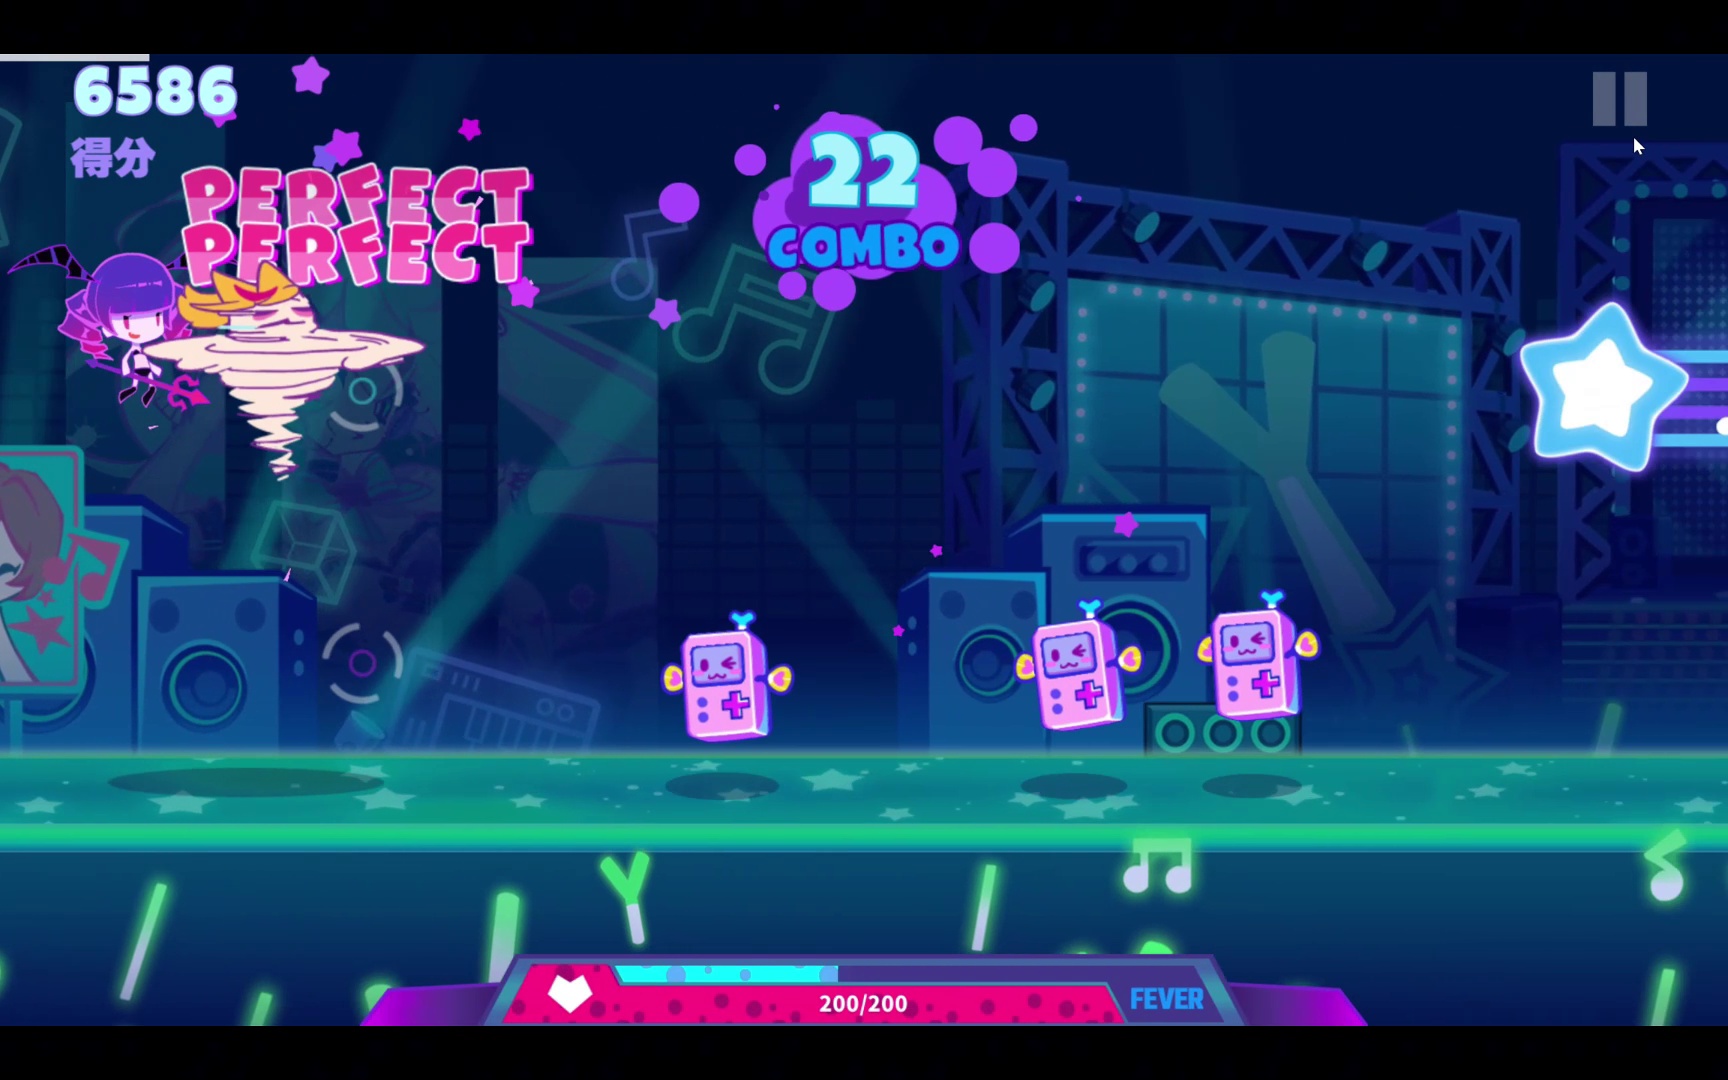 6586
得分
PERFECT
PERFECT
22
COMBO
200/200
FEVER